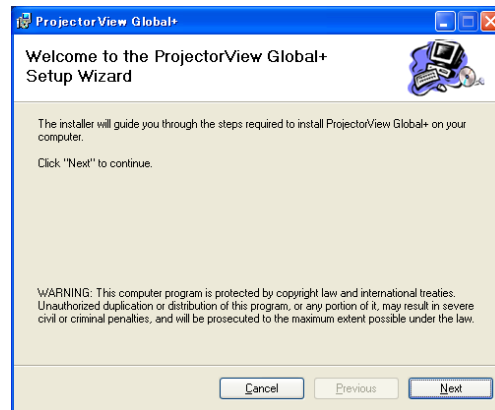 ProjectorView Global+
Welcome to the ProjectorView Global+
Setup Wizard
The installer will guide you through the steps required to install ProjectorView Global+ on your
computer.
Click "Next" to continue.
WARNING: This computer program is protected by copyright law and international treaties.
Unauthorized duplication or distribution of this program, or any portion of it, may result in severe
civil or criminal penalties, and will be prosecuted to the maximum extent possible under the law.
Cancel
Previous
Next